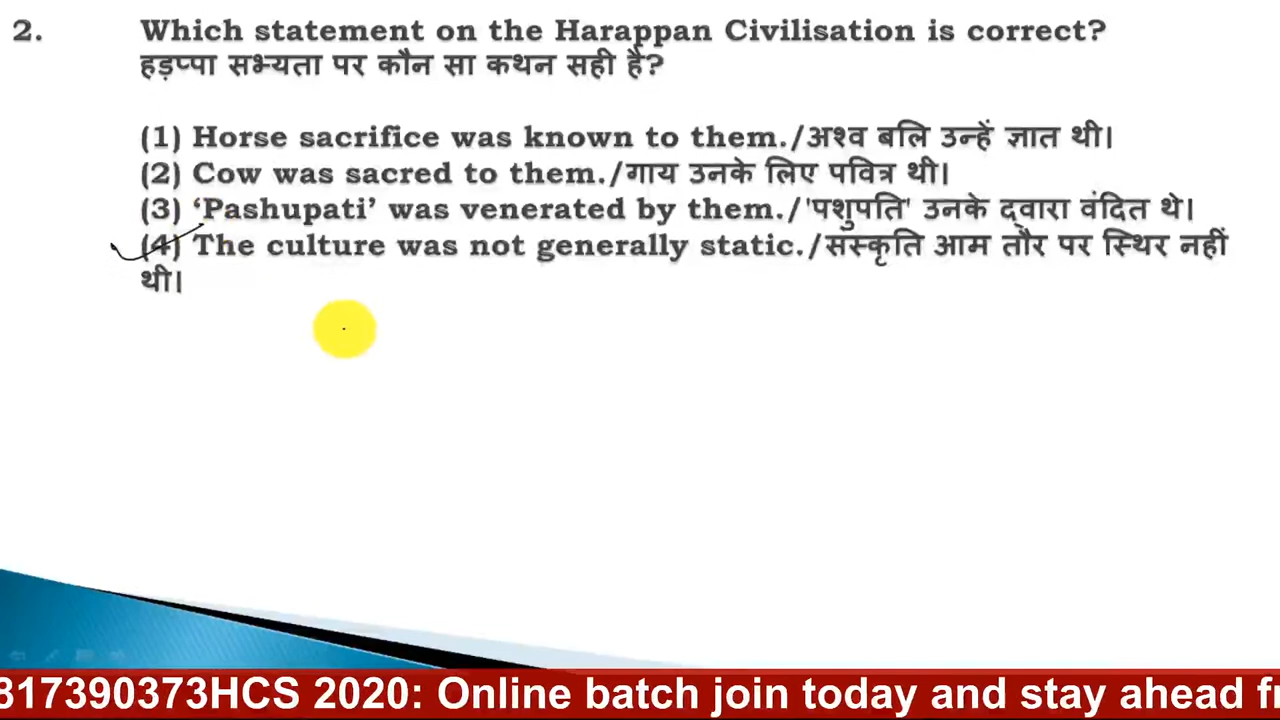 2. Which statement on the Harappan Civilisation is correct?
हड़प्पा सभ्यता पर कौन सा कथन सही है?
(1) Horse sacrifice was known to them./अश्व बलि उन्हें ज्ञात थी।
(2) Cow was sacred to them./गाय उनके लिए पवित्र थी।
(3) ‘Pashupati’ was venerated by them./'पशुपति' उनके द्वारा वंदित थे।
(4) The culture was not generally static./संस्कृति आम तौर पर स्थिर नहीं
थी।
817390373HCS 2020: Online batch join today and stay ahead f